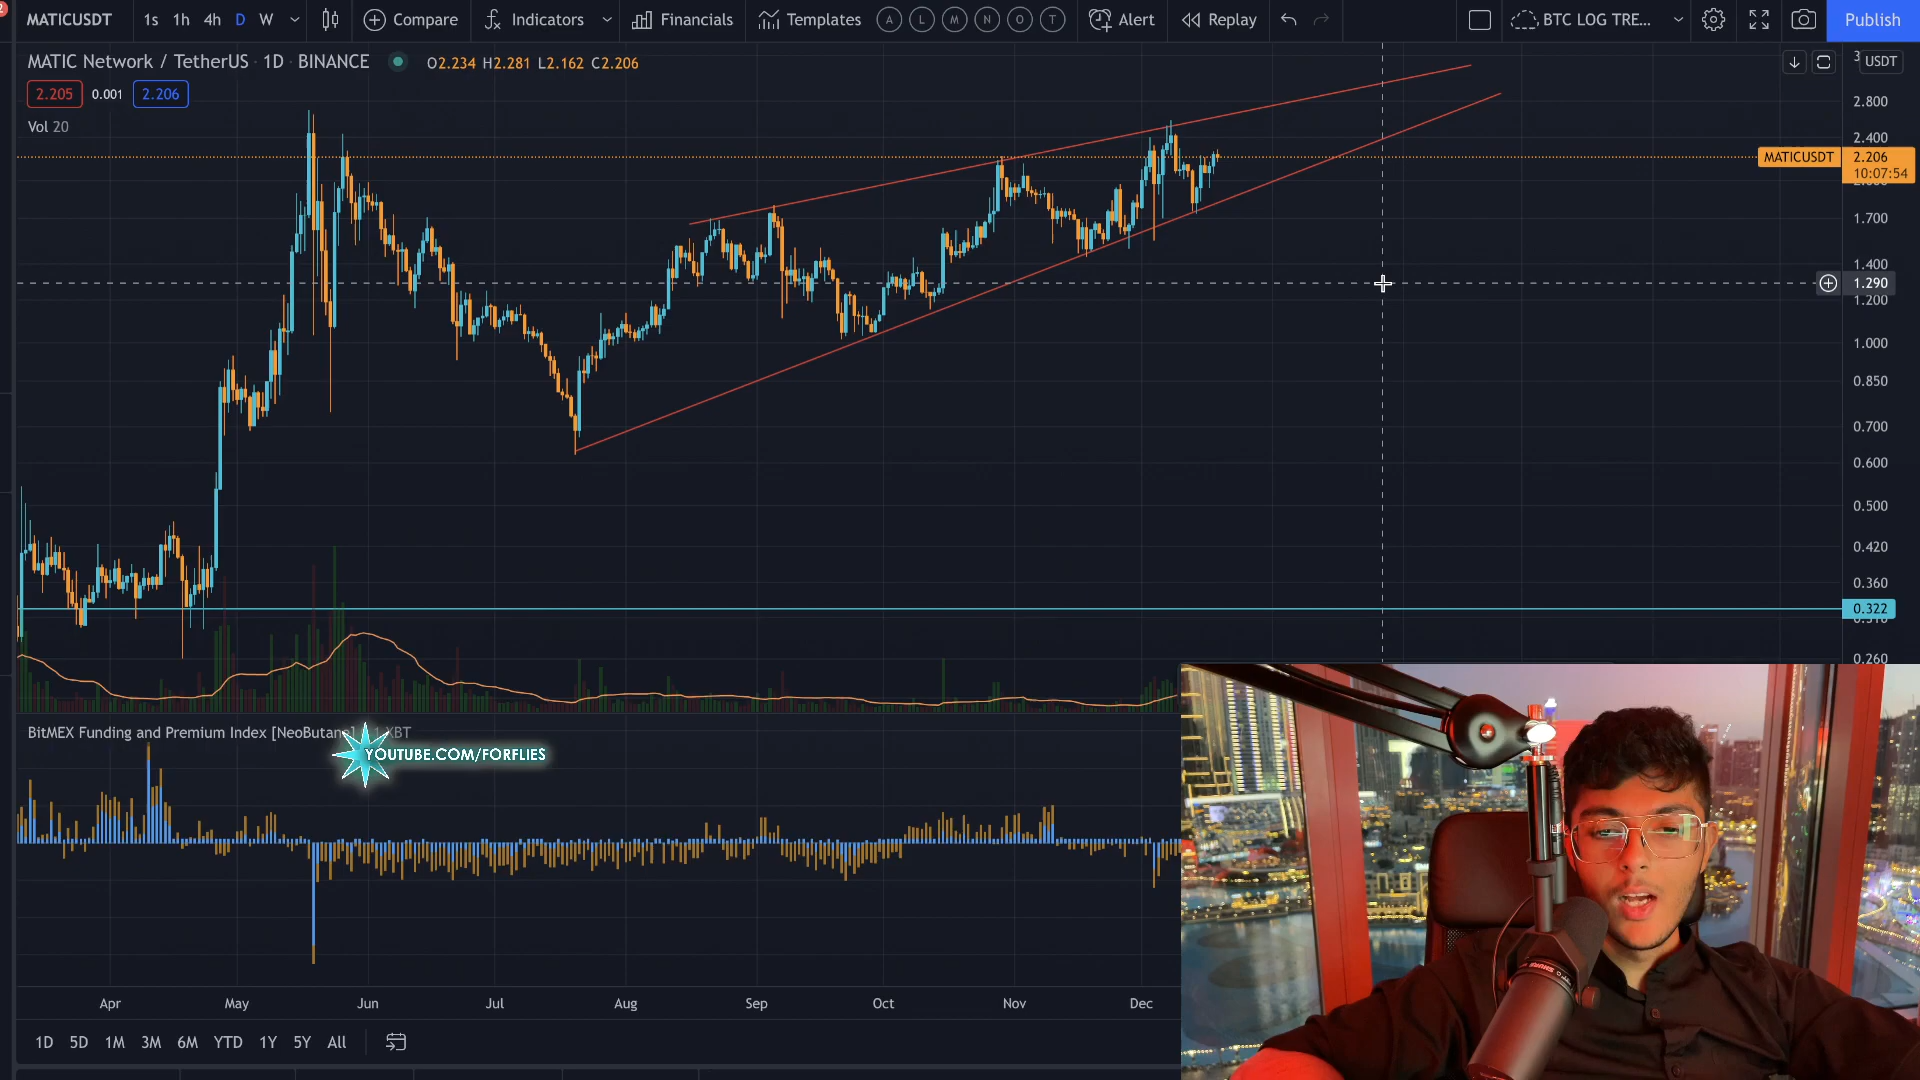 MATICUSDT 1s 1h 4h D W Compare Indicators Financials Templates A L M N O T Alert Replay BTC LOG TRE... Publish
MATIC Network / TetherUS · 1D · BINANCE O2.234 H2.281 L2.162 C2.206
USDT
2.205 0.001 2.206
Vol 20
2.800
2.400
MATICUSDT 2.206
10:07:54
1.700
1.400
1.290
1.200
1.000
0.850
0.700
0.600
0.500
0.420
0.360
0.322
0.260
BitMEX Funding and Premium Index [NeoButane]
YOUTUBE.COM/FORFLIES
Apr May Jun Jul Aug Sep Oct Nov Dec
1D 5D 1M 3M 6M YTD 1Y 5Y All